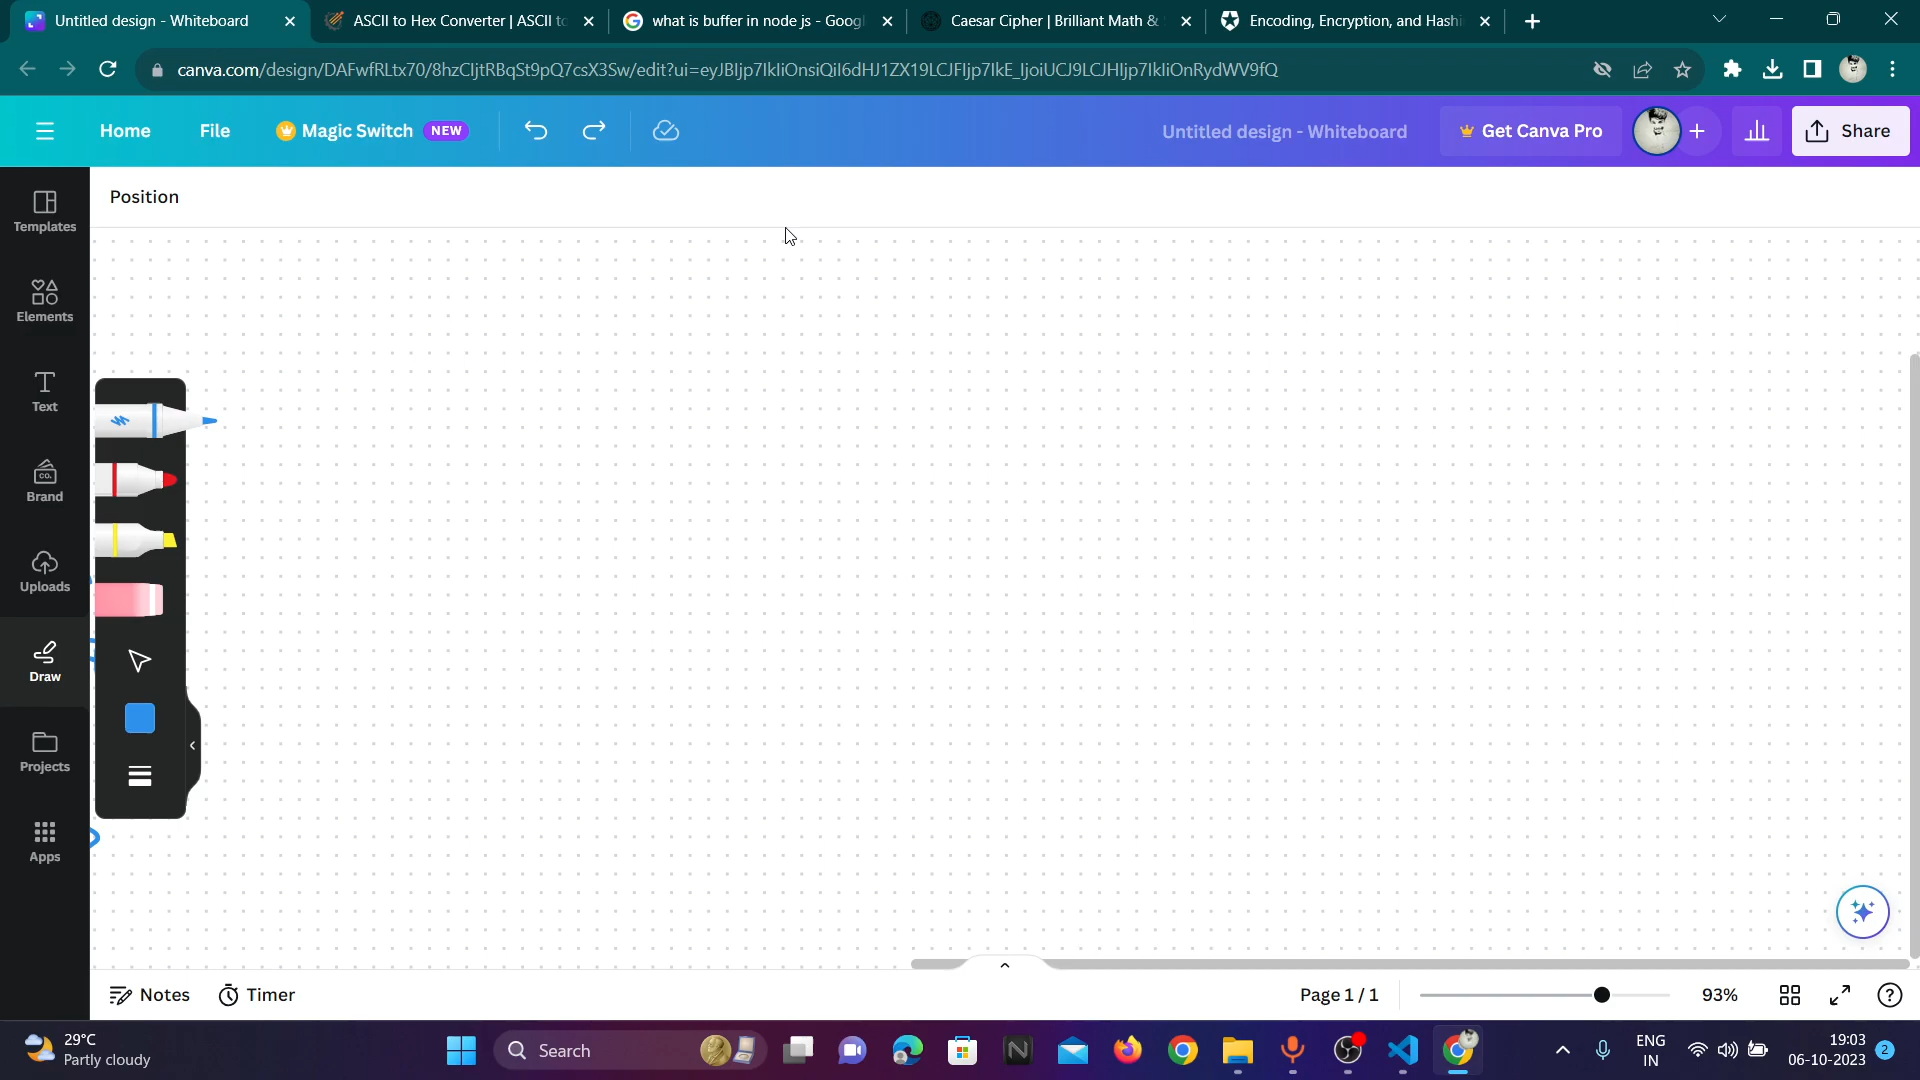 Untitled design - Whiteboard
ASCII to Hex Converter | ASCII to
what is buffer in node js - Googl
Caesar Cipher | Brilliant Math &
Encoding, Encryption, and Hashi
canva.com/design/DAFwfRLtx70/8hzCljtRBqSt9pQ7csX3Sw/edit?ui=eyJBIjp7IkIiOnsiQiI6dHJ1ZX19LCJFIjp7IkE_IjoiUCJ9LCJHIjp7IkIiOnRydWV9fQ
Home
File
Magic Switch NEW
Untitled design - Whiteboard
Get Canva Pro
Share
Position
Templates
Elements
Text
CO.
Brand
Uploads
Draw
Projects
Apps
Notes
Timer
Page 1 / 1
93%
29°C
Partly cloudy
Search
ENG
IN
19:03
06-10-2023
2